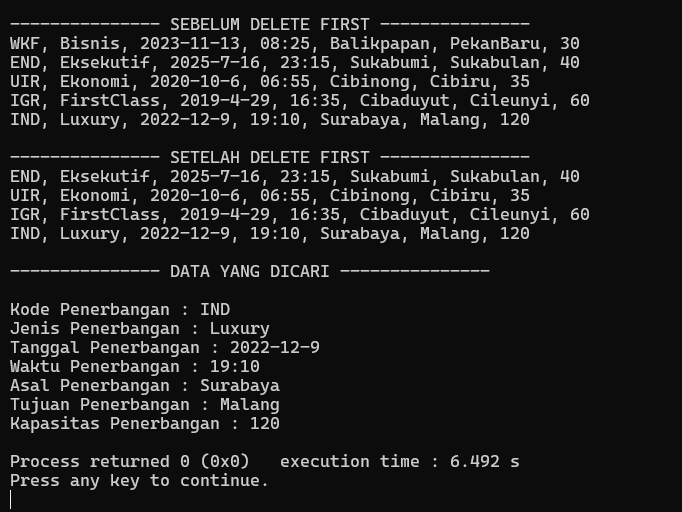 --------------- SEBELUM DELETE FIRST ---------------
WKF, Bisnis, 2023-11-13, 08:25, Balikpapan, PekanBaru, 30
END, Eksekutif, 2025-7-16, 23:15, Sukabumi, Sukabulan, 40
UIR, Ekonomi, 2020-10-6, 06:55, Cibinong, Cibiru, 35
IGR, FirstClass, 2019-4-29, 16:35, Cibaduyut, Cileunyi, 60
IND, Luxury, 2022-12-9, 19:10, Surabaya, Malang, 120
--------------- SETELAH DELETE FIRST ---------------
END, Eksekutif, 2025-7-16, 23:15, Sukabumi, Sukabulan, 40
UIR, Ekonomi, 2020-10-6, 06:55, Cibinong, Cibiru, 35
IGR, FirstClass, 2019-4-29, 16:35, Cibaduyut, Cileunyi, 60
IND, Luxury, 2022-12-9, 19:10, Surabaya, Malang, 120
--------------- DATA YANG DICARI ---------------
Kode Penerbangan : IND
Jenis Penerbangan : Luxury
Tanggal Penerbangan : 2022-12-9
Waktu Penerbangan : 19:10
Asal Penerbangan : Surabaya
Tujuan Penerbangan : Malang
Kapasitas Penerbangan : 120
Process returned 0 (0x0)   execution time : 6.492 s
Press any key to continue.